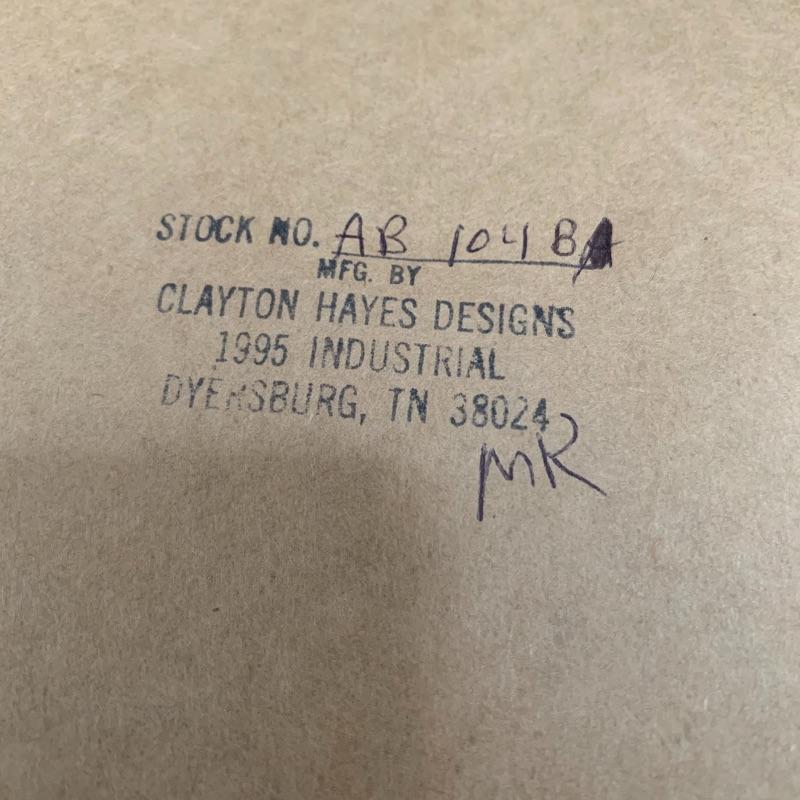 STOCK NO. AB 1041 BA
MFG. BY
CLAYTON HAYES DESIGNS
1995 INDUSTRIAL
DYERSBURG, TN 38024
MR